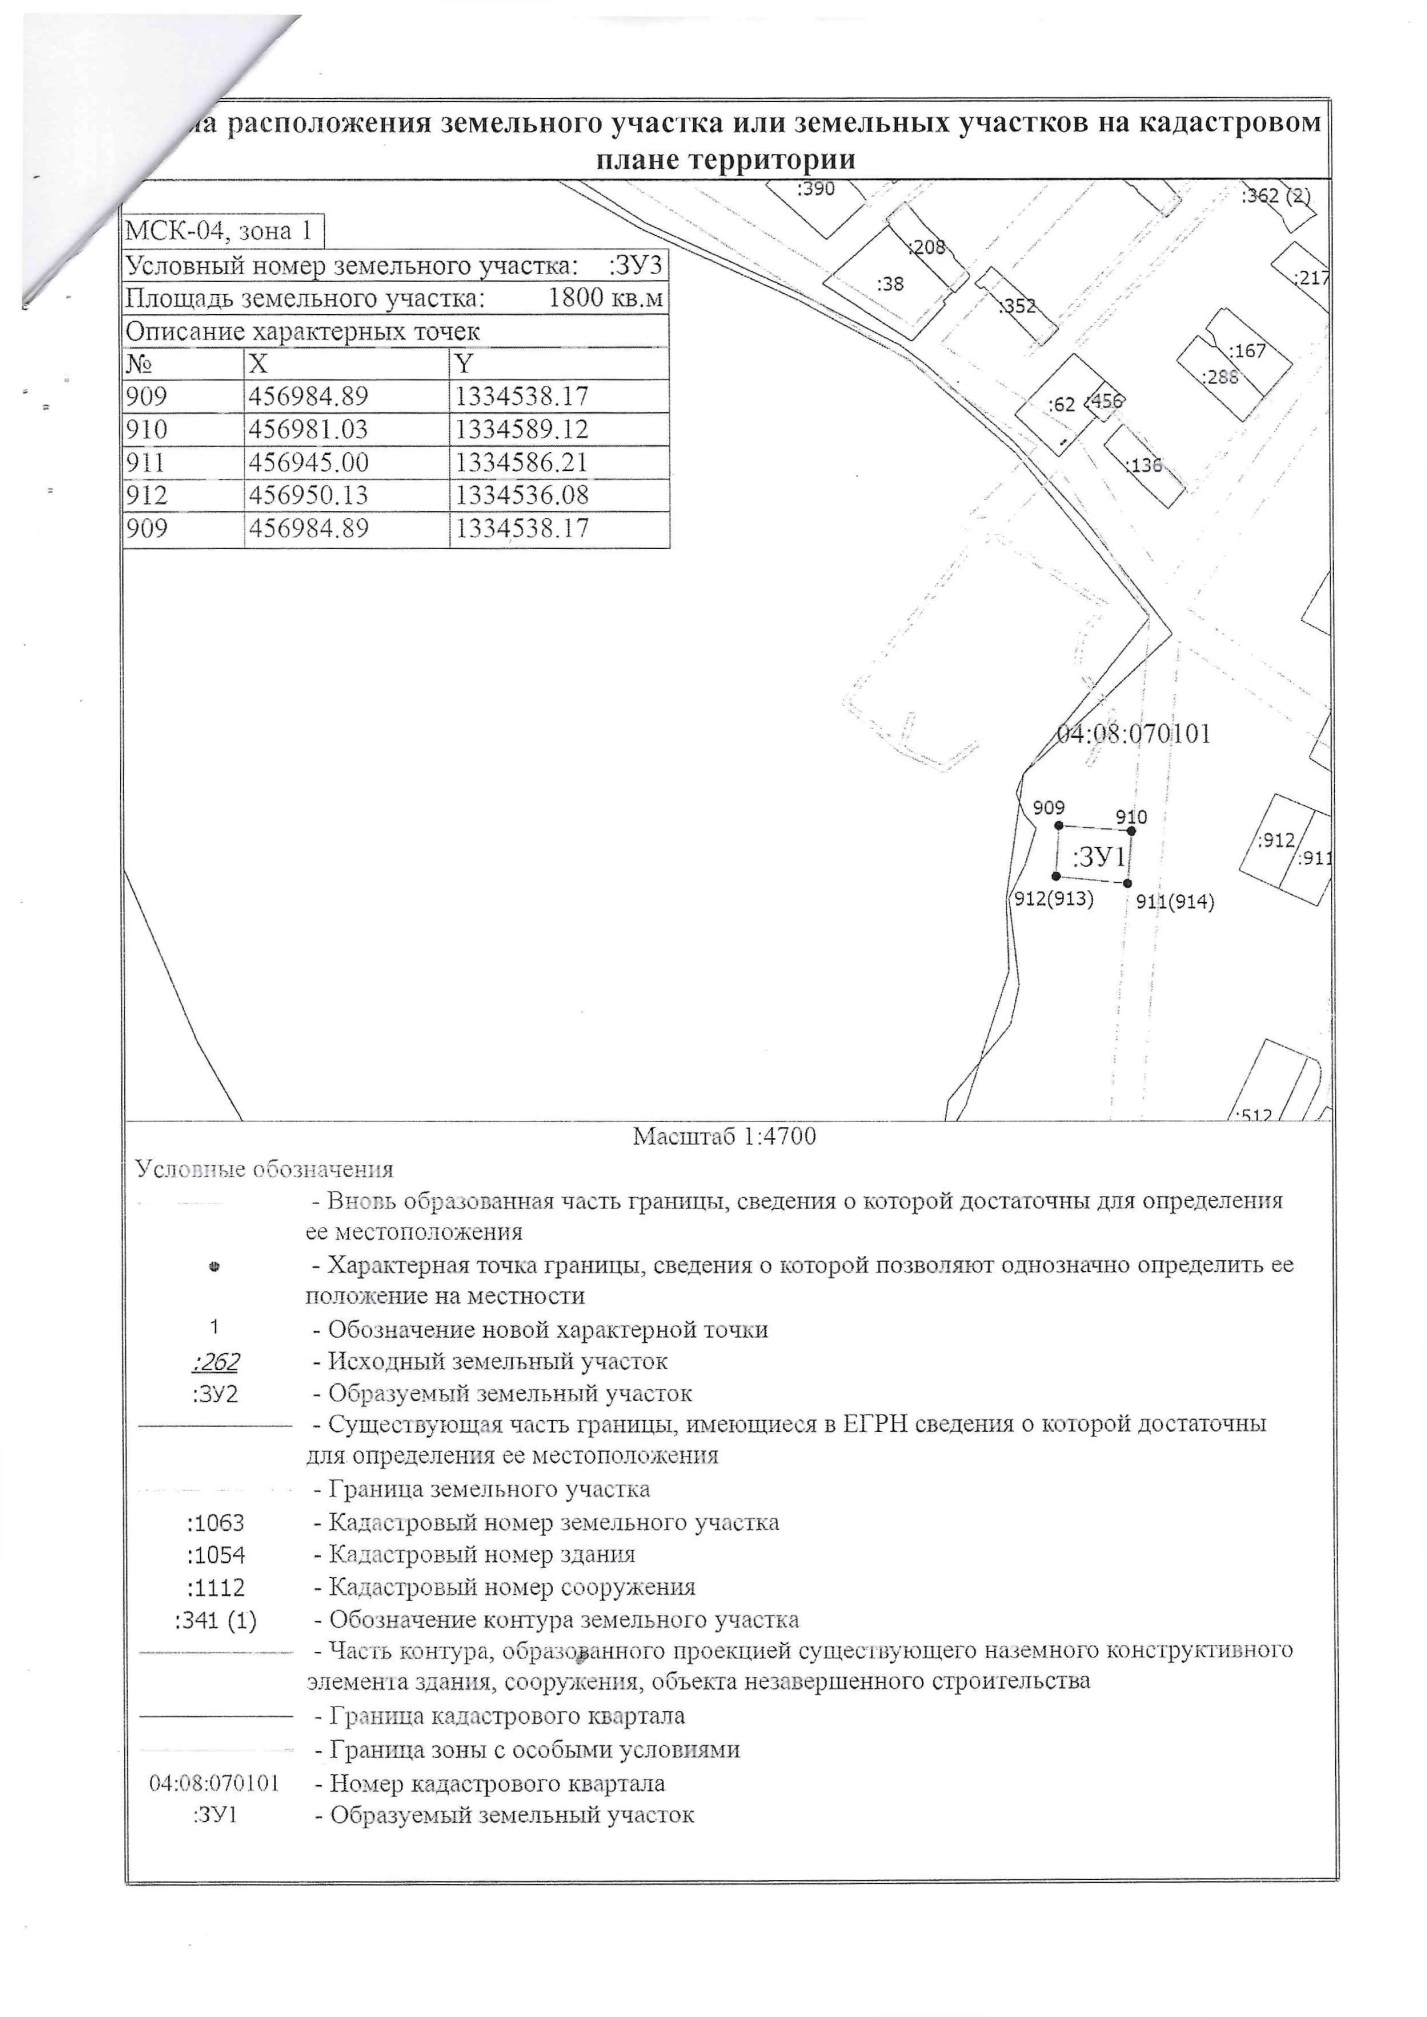 расположения земельного участка или земельных участков на кадастровом
плане территории
МСК-04, зона 1
Условный номер земельного участка: :ЗУ3
Площадь земельного участка: 1800 кв.м
Описание характерных точек
№ X Y
909 456984.89 1334538.17
910 456981.03 1334589.12
911 456945.00 1334586.21
912 456950.13 1334536.08
909 456984.89 1334538.17
:390
:362 (2)
:208
:38
:352
:217
:167
:288
:62
:456
:136
04:08:070101
909
910
:ЗУ1
912(913)
911(914)
:912
:911
:512
Масштаб 1:4700
Условные обозначения
- Вновь образованная часть границы, сведения о которой достаточны для определения
ее местоположения
- Характерная точка границы, сведения о которой позволяют однозначно определить ее
положение на местности
1 - Обозначение новой характерной точки
:262 - Исходный земельный участок
:ЗУ2 - Образуемый земельный участок
- Существующая часть границы, имеющиеся в ЕГРН сведения о которой достаточны
для определения ее местоположения
- Граница земельного участка
:1063 - Кадастровый номер земельного участка
:1054 - Кадастровый номер здания
:1112 - Кадастровый номер сооружения
:341 (1) - Обозначение контура земельного участка
- Часть контура, образованного проекцией существующего наземного конструктивного
элемента здания, сооружения, объекта незавершенного строительства
- Граница кадастрового квартала
- Граница зоны с особыми условиями
04:08:070101 - Номер кадастрового квартала
:ЗУ1 - Образуемый земельный участок